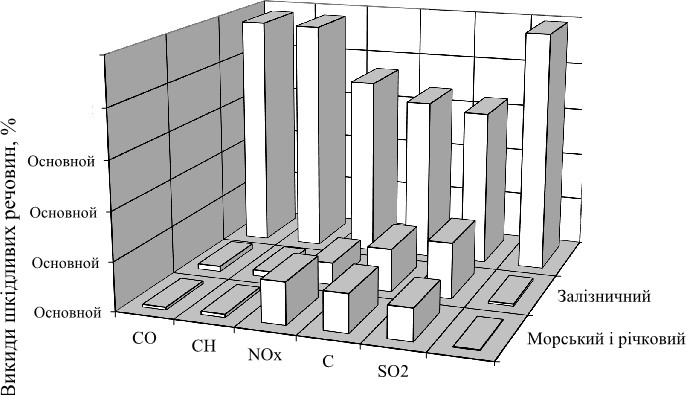 Викиди шкідливих речовин, %
Основной
Основной
Основной
Основной
CO
CH
NOx
C
SO2
Залізничний
Морський і річковий